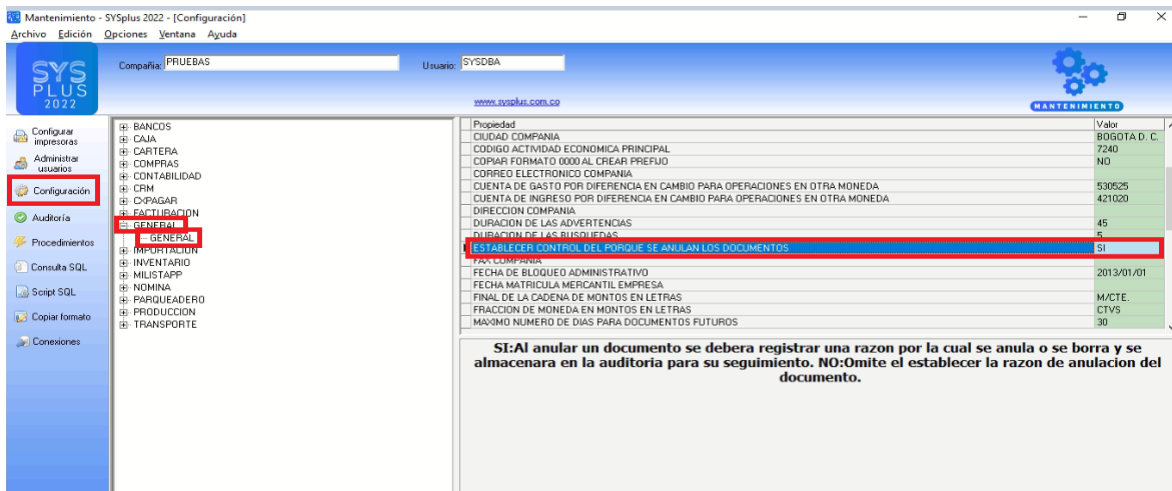 Mantenimiento - SYSplus 2022 - [Configuración]
Archivo Edición Opciones Ventana Ayuda
SYS
PLUS
2022
Compañia: PRUEBAS
Usuario: SYSDBA
www.sysplus.com.co
MANTENIMIENTO
Configurar
impresoras
Administrar
usuarios
Configuración
Auditoría
Procedimientos
Consulta SQL
Script SQL
Copiar formato
Conexiones
BANCOS
CAJA
CARTERA
COMPRAS
CONTABILIDAD
CRM
CXPAGAR
FACTURACION
GENERAL
GENERAL
IMPORTACION
INVENTARIO
MILISTAPP
NOMINA
PARQUEADERO
PRODUCCION
TRANSPORTE
Propiedad Valor
CIUDAD COMPANIA BOGOTA D. C.
CODIGO ACTIVIDAD ECONOMICA PRINCIPAL 7240
COPIAR FORMATO 0000 AL CREAR PREFIJO NO
CORREO ELECTRONICO COMPANIA
CUENTA DE GASTO POR DIFERENCIA EN CAMBIO PARA OPERACIONES EN OTRA MONEDA 530525
CUENTA DE INGRESO POR DIFERENCIA EN CAMBIO PARA OPERACIONES EN OTRA MONEDA 421020
DIRECCION COMPANIA
DURACION DE LAS ADVERTENCIAS 45
DURACION DE LAS BUSQUEDAS 5
ESTABLECER CONTROL DEL PORQUE SE ANULAN LOS DOCUMENTOS SI
FAX COMPANIA
FECHA DE BLOQUEO ADMINISTRATIVO 2013/01/01
FECHA MATRICULA MERCANTIL EMPRESA
FINAL DE LA CADENA DE MONTOS EN LETRAS M/CTE.
FRACCION DE MONEDA EN MONTOS EN LETRAS CTVS
MAXIMO NUMERO DE DIAS PARA DOCUMENTOS FUTUROS 30
SI:Al anular un documento se debera registrar una razon por la cual se anula o se borra y se
almacenara en la auditoria para su seguimiento. NO:Omite el establecer la razon de anulacion del
documento.